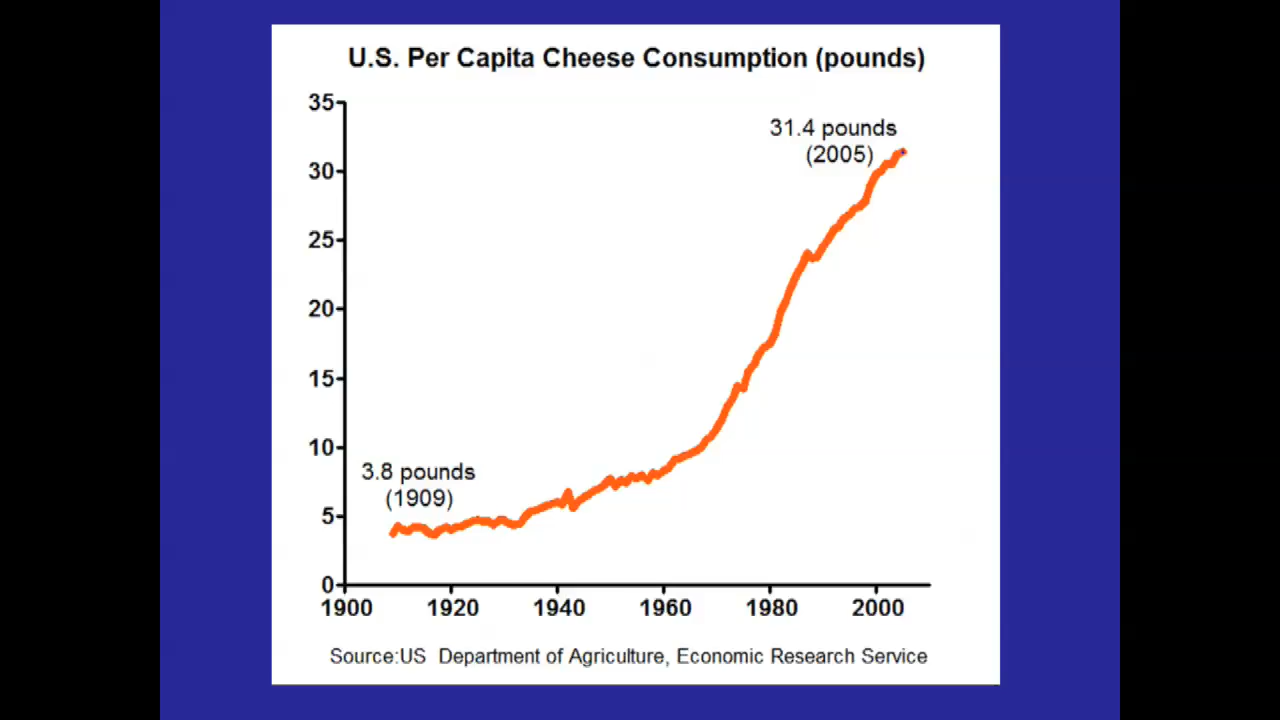 U.S. Per Capita Cheese Consumption (pounds)
35
31.4 pounds
(2005)
30
25
20
15
10
3.8 pounds
(1909)
5
0
1900 1920 1940 1960 1980 2000
Source:US Department of Agriculture, Economic Research Service